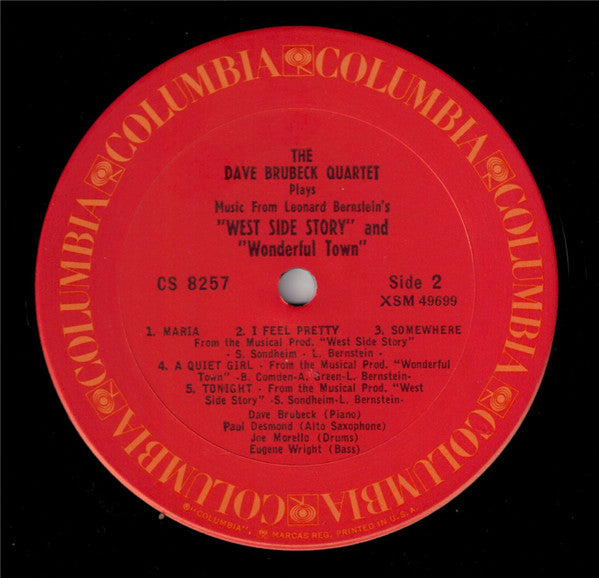 COLUMBIA COLUMBIA COLUMBIA COLUMBIA COLUMBIA COLUMBIA
THE
DAVE BRUBECK QUARTET
Plays
Music From Leonard Bernstein's
"WEST SIDE STORY" and
"Wonderful Town"
CS 8257
Side 2
XSM 49699
1. MARIA 2. I FEEL PRETTY 3. SOMEWHERE
From the Musical Prod. "West Side Story"
- S. Sondheim - L. Bernstein -
4. A QUIET GIRL - From the Musical Prod. "Wonderful
Town" -B. Comden-A. Green-L. Bernstein-
5. TONIGHT - From the Musical Prod. "West
Side Story" -S. Sondheim-L. Bernstein-
Dave Brubeck (Piano)
Paul Desmond (Alto Saxophone)
Joe Morello (Drums)
Eugene Wright (Bass)
® "COLUMBIA", MARCAS REG. PRINTED IN U.S.A.